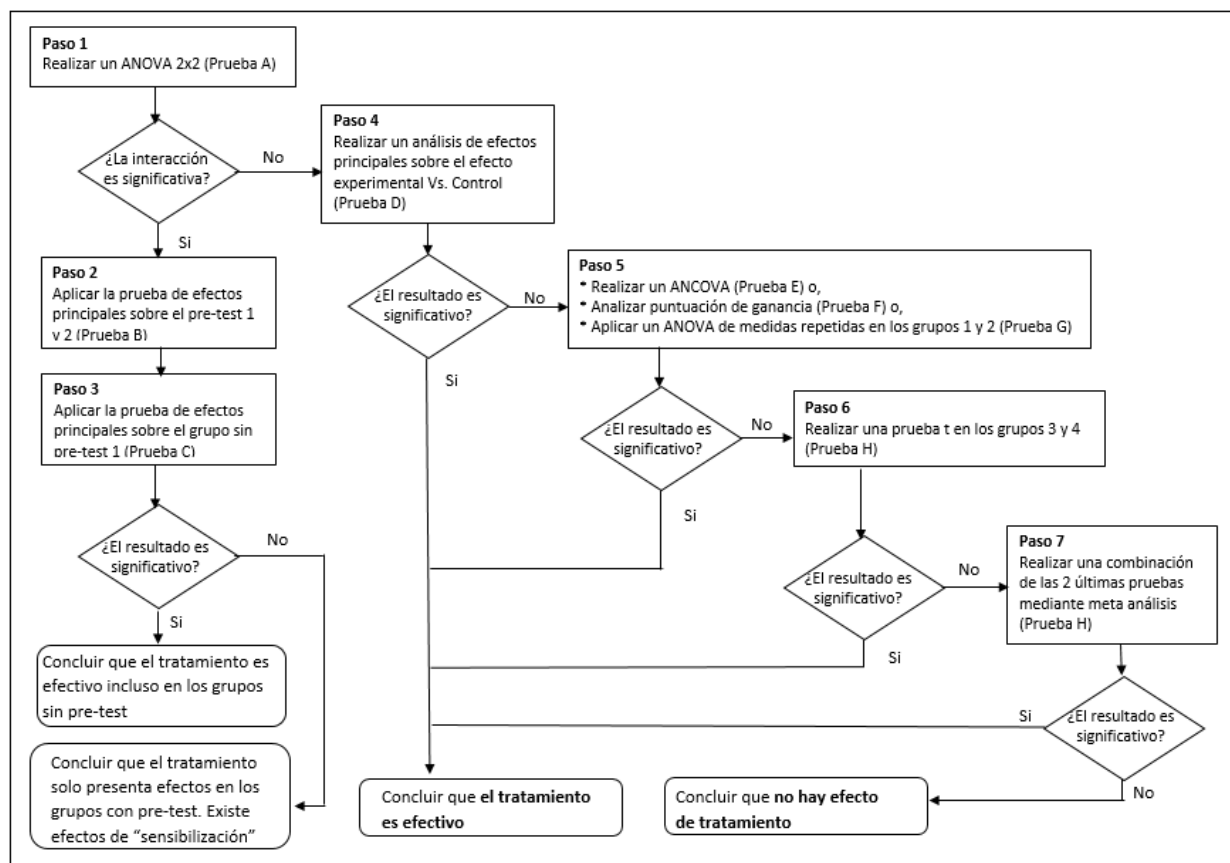 Paso 1
Realizar un ANOVA 2x2 (Prueba A)
¿La interacción
es significativa?
No
Si
Paso 2
Aplicar la prueba de efectos
principales sobre el pre-test 1
v 2 (Prueba B)
Paso 3
Aplicar la prueba de efectos
principales sobre el grupo sin
pre-test 1 (Prueba C)
¿El resultado es
significativo?
No
Si
Concluir que el tratamiento es
efectivo incluso en los grupos
sin pre-test
Concluir que el tratamiento
solo presenta efectos en los
grupos con pre-test. Existe
efectos de “sensibilización”
Paso 4
Realizar un análisis de efectos
principales sobre el efecto
experimental Vs. Control
(Prueba D)
¿El resultado es
significativo?
No
Si
Paso 5
* Realizar un ANCOVA (Prueba E) o,
* Analizar puntuación de ganancia (Prueba F) o,
* Aplicar un ANOVA de medidas repetidas en los grupos 1 y 2 (Prueba G)
¿El resultado es
significativo?
No
Si
Paso 6
Realizar una prueba t en los grupos 3 y 4
(Prueba H)
¿El resultado es
significativo?
No
Si
Paso 7
Realizar una combinación
de las 2 últimas pruebas
mediante meta análisis
(Prueba H)
¿El resultado es
significativo?
Si
No
Concluir que el tratamiento
es efectivo
Concluir que no hay efecto
de tratamiento